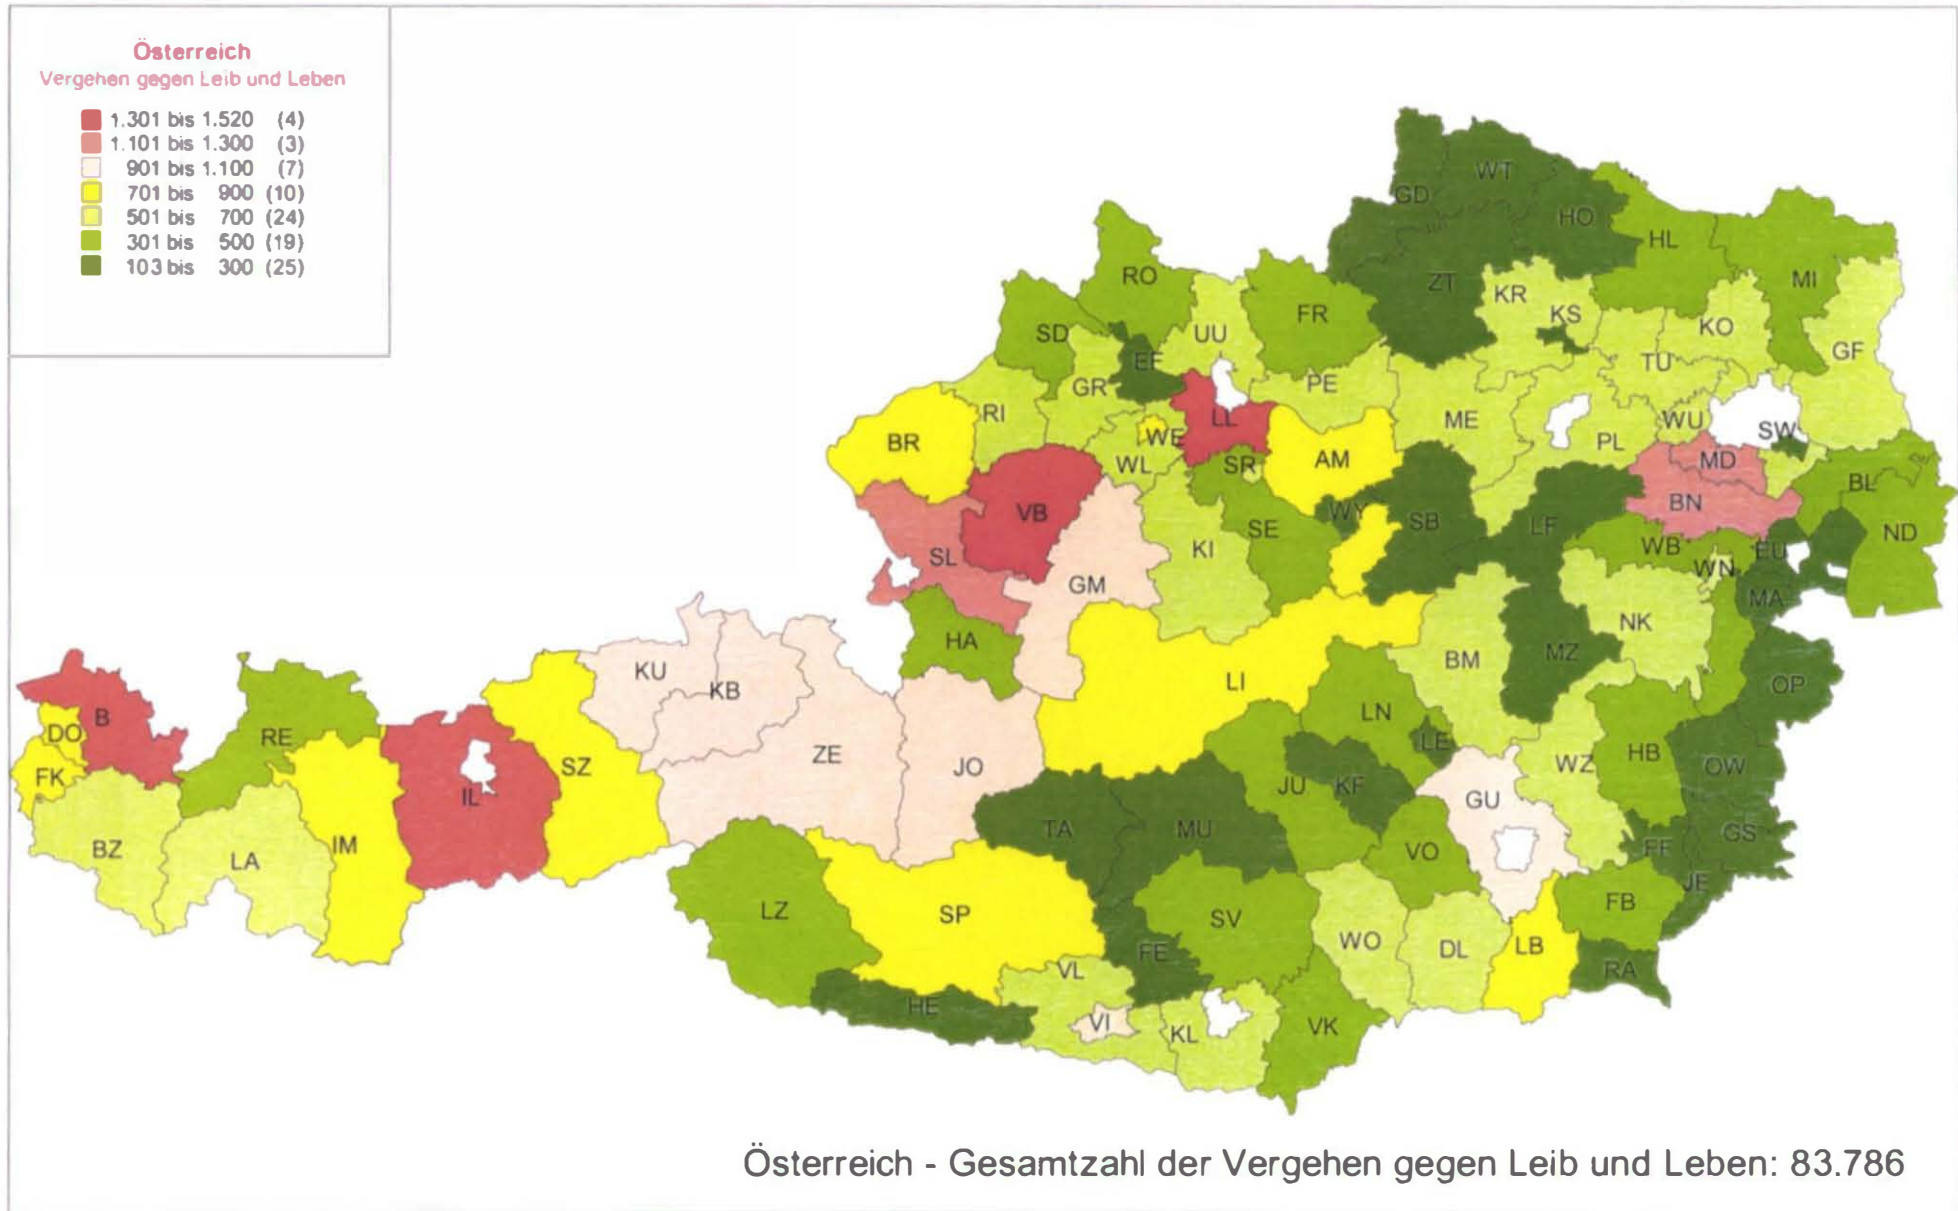 Österreich
Vergehen gegen Leib und Leben
1.301 bis 1.520 (4)
1.101 bis 1.300 (3)
901 bis 1.100 (7)
701 bis 900 (10)
501 bis 700 (24)
301 bis 500 (19)
103 bis 300 (25)
WT
GD
HO
HL
RO
ZT
MI
KR
FR
KS
SD
UU
KO
EF
GF
TU
GR
PE
RI
LL
ME
WU
BR
WE
PL
SW
AM
MD
WL
SR
BL
VB
WY
SB
BN
LF
SE
ND
KI
WB
EU
SL
GM
WN
MA
NK
HA
MZ
BM
KU
LI
OP
KB
B
LN
DO
RE
LE
ZE
HB
FK
SZ
JO
WZ
OW
IL
JU
KF
GU
TA
MU
GS
BZ
LA
IM
VO
FF
JE
LZ
SP
SV
FB
WO
DL
LB
FE
VL
RA
HE
VI
KL
VK
Österreich - Gesamtzahl der Vergehen gegen Leib und Leben: 83.786